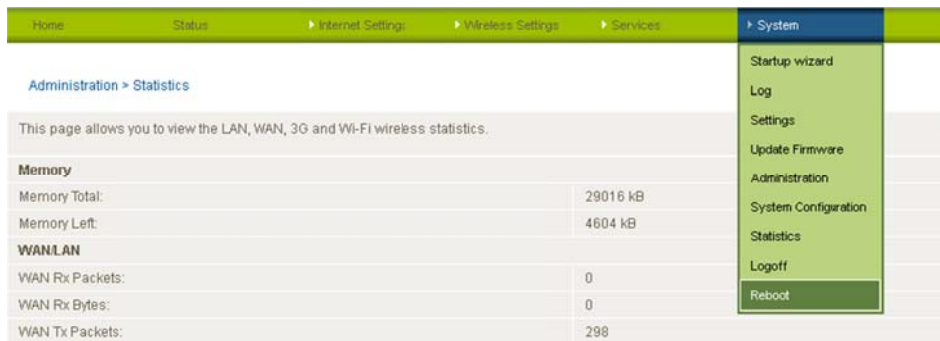 Home Status Internet Settings Wireless Settings Services System
Startup wizard
Administration > Statistics
Log
This page allows you to view the LAN, WAN, 3G and Wi-Fi wireless statistics.
Settings
Update Firmware
Memory
Administration
Memory Total: 29016 kB
System Configuration
Memory Left: 4604 kB
Statistics
WAN/LAN
Logoff
WAN Rx Packets: 0
Reboot
WAN Rx Bytes: 0
WAN Tx Packets: 298